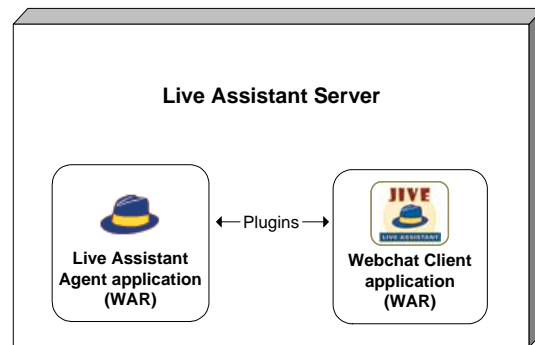 Live Assistant Server
Plugins
Live Assistant
Agent application
(WAR)
JIVE
LIVE ASSISTANT
Webchat Client
application
(WAR)